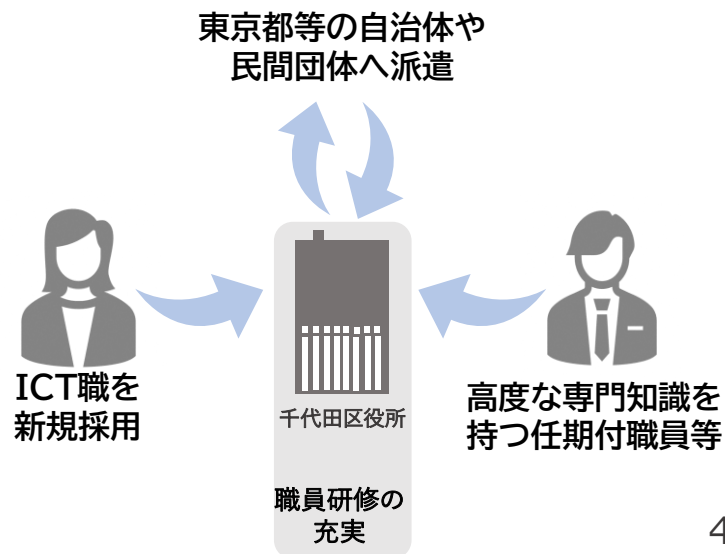 東京都等の自治体や
民間団体へ派遣
ICT職を
新規採用
千代田区役所
高度な専門知識を
持つ任期付職員等
職員研修の
充実
4